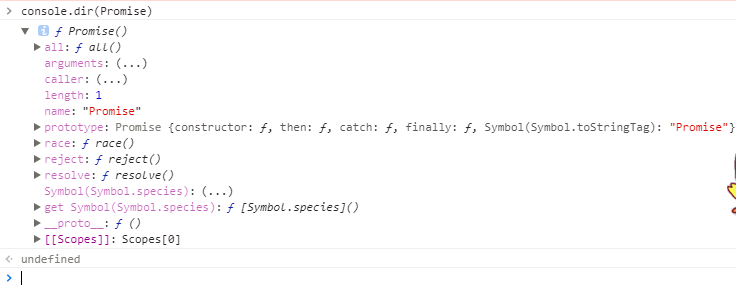 console.dir(Promise)
ƒ Promise()
all: ƒ all()
arguments: (...)
caller: (...)
length: 1
name: "Promise"
prototype: Promise {constructor: ƒ, then: ƒ, catch: ƒ, finally: ƒ, Symbol(Symbol.toStringTag): "Promise"}
race: ƒ race()
reject: ƒ reject()
resolve: ƒ resolve()
Symbol(Symbol.species): (...)
get Symbol(Symbol.species): ƒ [Symbol.species]()
__proto__: ƒ ()
[[Scopes]]: Scopes[0]
undefined